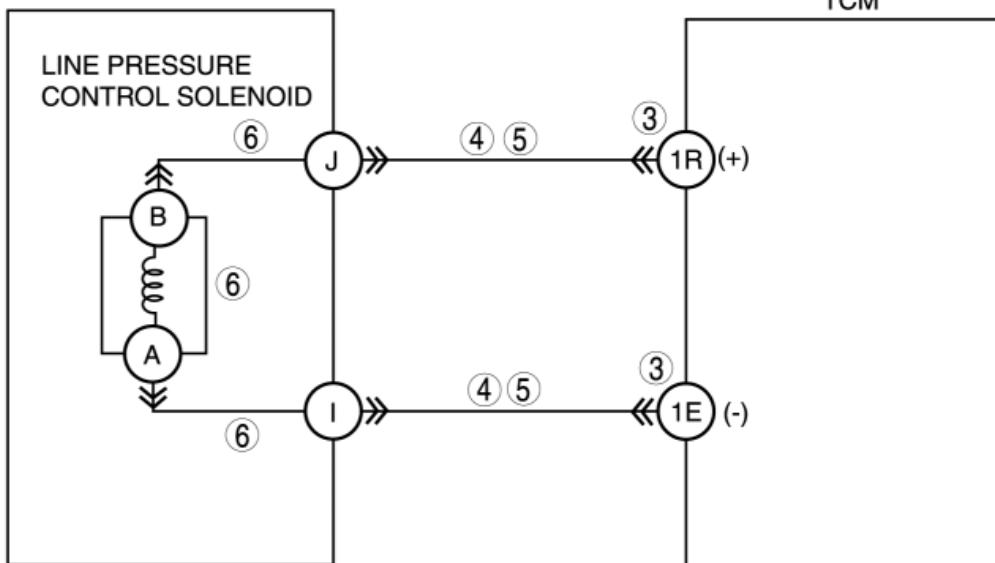 TCM
LINE PRESSURE
CONTROL SOLENOID
⑥
④ ⑤
③
J
1R
(+)
B
⑥
A
③
④ ⑤
I
1E
(-)
⑥